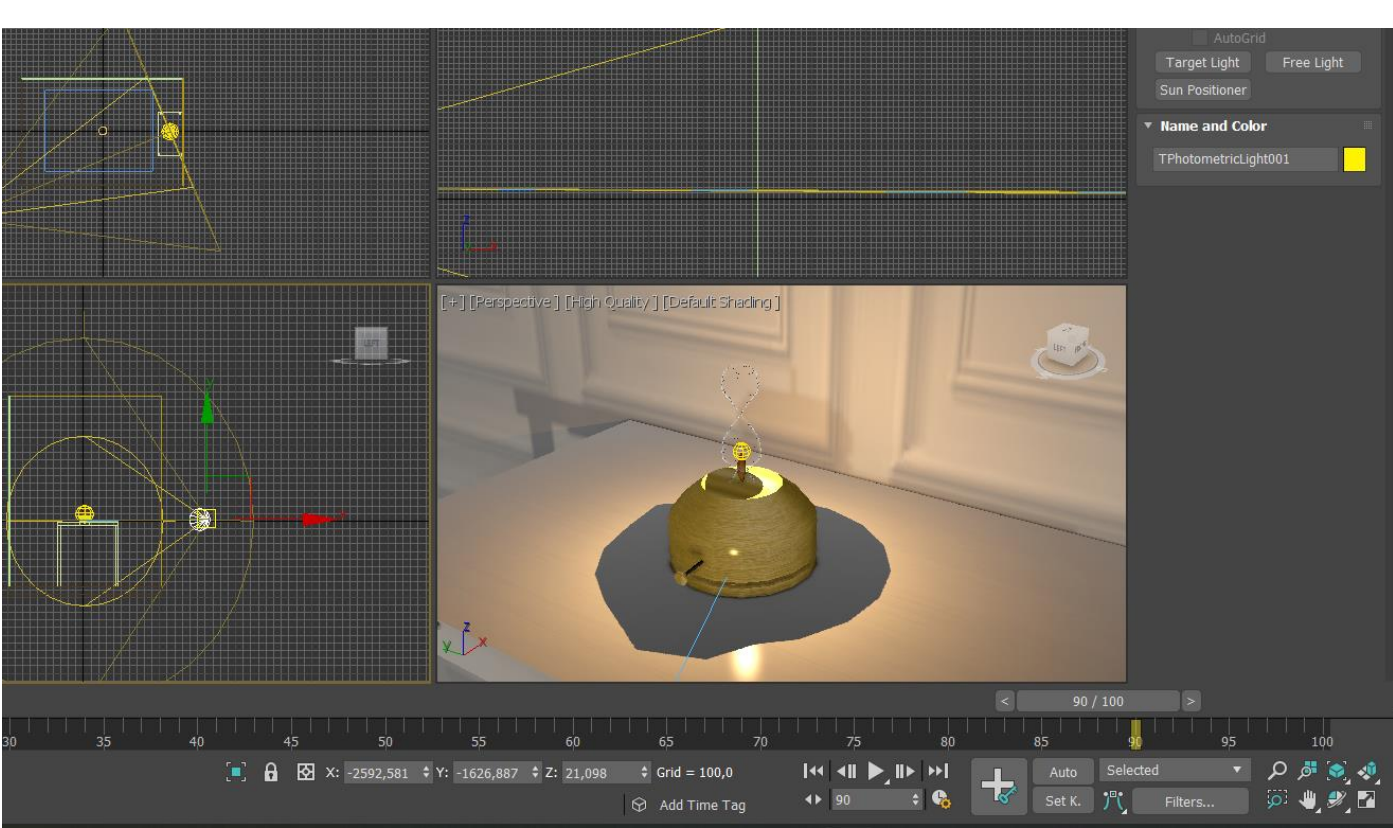 AutoGrid
Target Light Free Light
Sun Positioner
Name and Color
TPhotometricLight001
z
x
LEFT
y
[+] [Perspective ] [High Quality ] [Default Shading ]
LEFT
z
y x
< 90 / 100 >
30 35 40 45 50 55 60 65 70 75 80 85 90 95 100
X: -2592,581 Y: -1626,887 Z: 21,098 Grid = 100,0 Auto Selected
Add Time Tag 90 Set K. Filters...